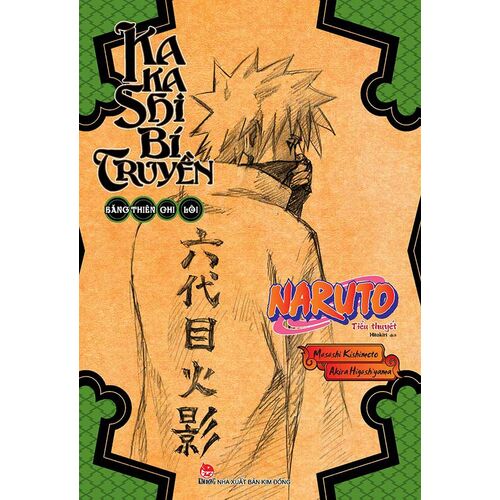 KAKASHI
BÍ
TRUYỀN
BĂNG THIÊN CHI LÔI
六代目火影
NARUTO
Tiểu thuyết
Masashi Kishimoto
Akira Higashiyama
NHÀ XUẤT BẢN KIM ĐỒNG